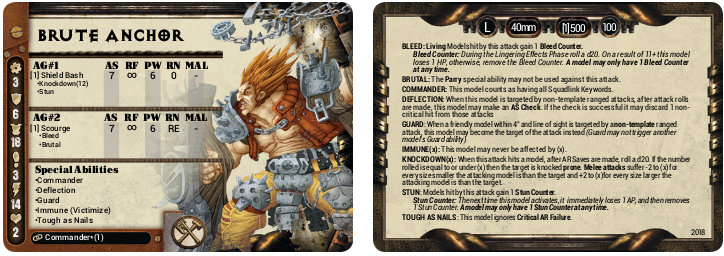 BRUTE ANCHOR
AG#1 AS RF PW RN MAL
[1] Shield Bash 7 ∞ 6 0 -
•Knockdown(12)
•Stun
AG#2 AS RF PW RN MAL
[1] Scourge 7 ∞ 6 RE
•Bleed
•Brutal
Special Abilities
•Commander
•Deflection
•Guard
•Immune (Victimize)
•Tough as Nails
Commander•(1)
3
6
18
3
14
2
L 40mm 1500 100
BLEED: Living Models hit by this attack gain 1 Bleed Counter.
Bleed Counter: During the Lingering Effects Phase roll a d20. On a result of 11+ this model
loses 1 HP, otherwise, remove the Bleed Counter. A model may only have 1 Bleed Counter
at any time.
BRUTAL: The Parry special ability may not be used against this attack.
COMMANDER: This model counts as having all Squadlink Keywords.
DEFLECTION: When this model is targeted by non-template ranged attacks, after attack rolls
are made, this model may make an AS Check. If the check is successful it may discard 1 non-
critical hit from those attacks
GUARD: When a friendly model within 4" and line of sight is targeted by a non-template ranged
attack, this model may become the target of the attack instead (Guard may not trigger another
model's Guard ability)
IMMUNE(x): This model may never be affected by (x).
KNOCKDOWN(x): When this attack hits a model, after AR Saves are made, roll a d20. If the number
rolled is equal to or under (x) then the target is knocked prone. Melee attacks suffer -2 to (x) for
every size smaller the attacking model is than the target and +2 to (x) for every size larger the
attacking model is than the target.
STUN: Models hit by this attack gain 1 Stun Counter.
Stun Counter: The next time this model activates, it immediately loses 1 AP, and then removes
1 Stun Counter. A model may only have 1 Stun Counter at any time.
TOUGH AS NAILS: This model ignores Critical AR Failure.
2018